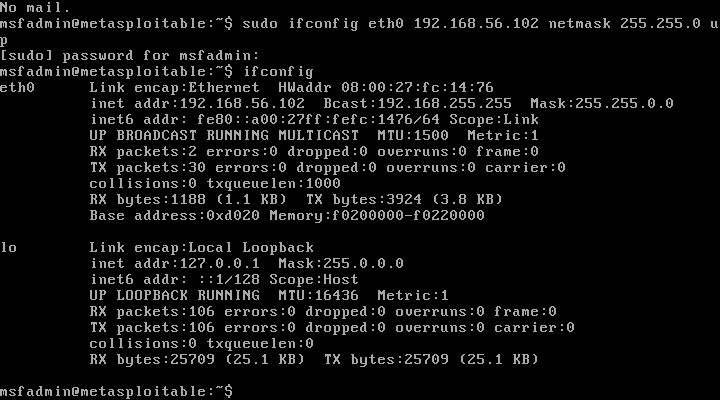 No mail.
msfadmin@metasploitable:~$ sudo ifconfig eth0 192.168.56.102 netmask 255.255.0 u
p
[sudo] password for msfadmin:
msfadmin@metasploitable:~$ ifconfig
eth0      Link encap:Ethernet  HWaddr 08:00:27:fc:14:76
          inet addr:192.168.56.102  Bcast:192.168.255.255  Mask:255.255.0.0
          inet6 addr: fe80::a00:27ff:fefc:1476/64 Scope:Link
          UP BROADCAST RUNNING MULTICAST  MTU:1500  Metric:1
          RX packets:2 errors:0 dropped:0 overruns:0 frame:0
          TX packets:30 errors:0 dropped:0 overruns:0 carrier:0
          collisions:0 txqueuelen:1000
          RX bytes:1188 (1.1 KB)  TX bytes:3924 (3.8 KB)
          Base address:0xd020 Memory:f0200000-f0220000
lo        Link encap:Local Loopback
          inet addr:127.0.0.1  Mask:255.0.0.0
          inet6 addr: ::1/128 Scope:Host
          UP LOOPBACK RUNNING  MTU:16436  Metric:1
          RX packets:106 errors:0 dropped:0 overruns:0 frame:0
          TX packets:106 errors:0 dropped:0 overruns:0 carrier:0
          collisions:0 txqueuelen:0
          RX bytes:25709 (25.1 KB)  TX bytes:25709 (25.1 KB)
msfadmin@metasploitable:~$